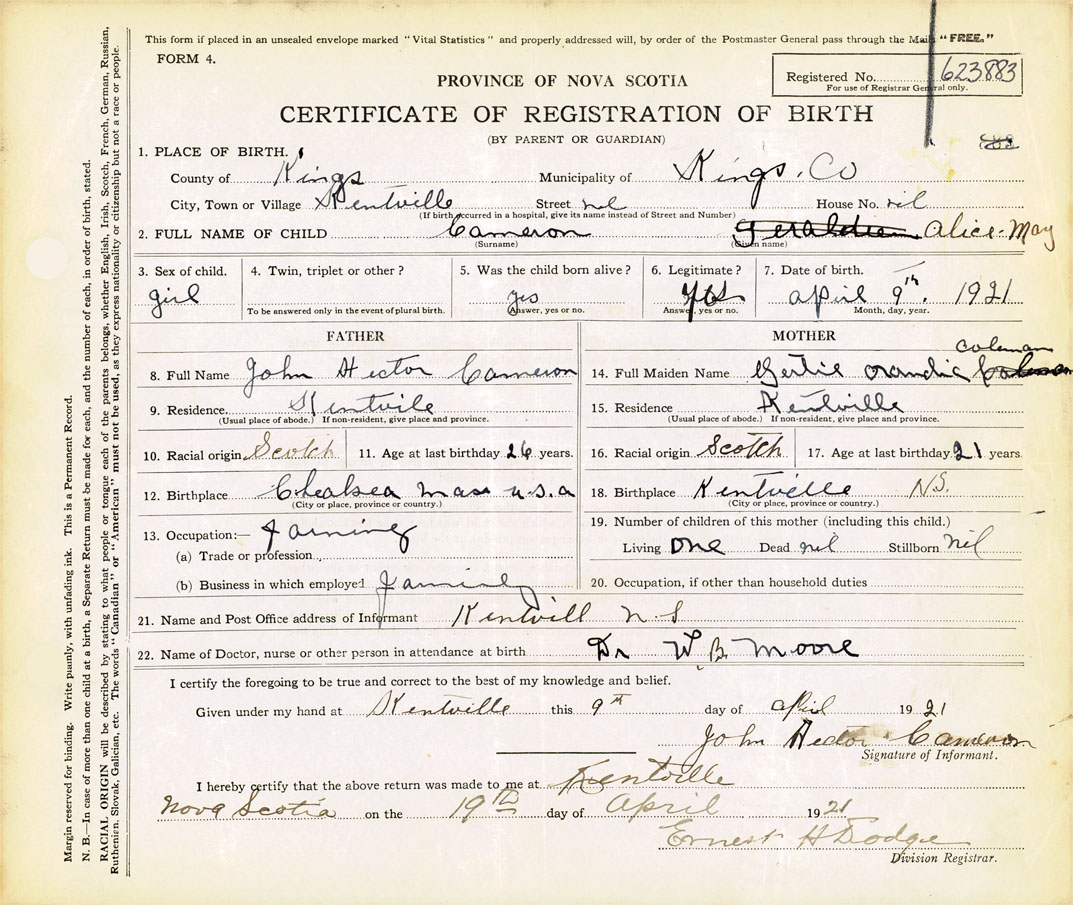 This form if placed in an unsealed envelope marked "Vital Statistics" and properly addressed will, by order of the Postmaster General pass through the Mails "FREE."
FORM 4.
PROVINCE OF NOVA SCOTIA
Registered No. 623883
For use of Registrar General only.
CERTIFICATE OF REGISTRATION OF BIRTH
(BY PARENT OR GUARDIAN)
1. PLACE OF BIRTH.
County of Kings Municipality of Kings. Co
City, Town or Village Kentville Street nil House No. nil
(If birth occurred in a hospital, give its name instead of Street and Number)
2. FULL NAME OF CHILD Cameron Alice May
(Surname) (Given name)
3. Sex of child. 4. Twin, triplet or other? 5. Was the child born alive? 6. Legitimate? 7. Date of birth.
girl yes yes april 9th. 1921
To be answered only in the event of plural birth. Answer, yes or no. Answer, yes or no. Month, day, year.
FATHER MOTHER
coleman
8. Full Name John Hector Cameron 14. Full Maiden Name Gertie
9. Residence. Kentvile 15. Residence Kentville
(Usual place of abode.) If non-resident, give place and province. (Usual place of abode.) If non-resident, give place and province.
10. Racial origin Scotch 11. Age at last birthday 26 years. 16. Racial origin Scotch 17. Age at last birthday 21 years.
12. Birthplace Chealsea mass u.s.a 18. Birthplace Kentville N.S.
(City or place, province or country.) (City or place, province or country.)
13. Occupation:— farming 19. Number of children of this mother (including this child.)
(a) Trade or profession Living one Dead nil Stillborn nil
(b) Business in which employed farming 20. Occupation, if other than household duties
21. Name and Post Office address of Informant Kentvill n.s
22. Name of Doctor, nurse or other person in attendance at birth Dr W. B. Moore
I certify the foregoing to be true and correct to the best of my knowledge and belief.
Given under my hand at Kentville this 9th day of april 1921
John Hector Cameron
Signature of Informant.
I hereby certify that the above return was made to me at Kentville
Nova Scotia on the 19th day of April 1921
Ernest H Dodge
Division Registrar.
Margin reserved for binding. Write plainly, with unfading ink. This is a Permanent Record.
N. B.—In case of more than one child at a birth, a Separate Return must be made for each, and the number of each, in order of birth, stated.
RACIAL ORIGIN will be described by stating to what people or tongue each of the parents belongs, whether English, Irish, Scotch, French, German, Russian,
Ruthenian, Slovak, Galician, etc. The words "Canadian" or "American" must not be used, as they express nationality or citizenship but not a race or people.